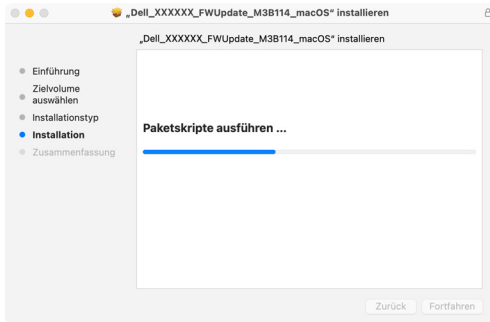 „Dell_XXXXXX_FWUpdate_M3B114_macOS“ installieren
„Dell_XXXXXX_FWUpdate_M3B114_macOS“ installieren
Einführung
Zielvolume
auswählen
Installationstyp
Installation
Zusammenfassung
Paketskripte ausführen ...
Zurück
Fortfahren